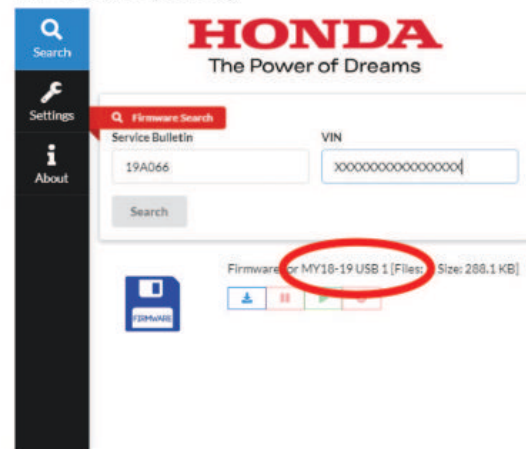 Search
Settings
About
HONDA
The Power of Dreams
Firmware Search
Service Bulletin
VIN
19A066
XXXXXXXXXXXXXXXXX
Search
Firmware for MY18-19 USB 1 [Files: Size: 288.1 KB]
FIRMWARE